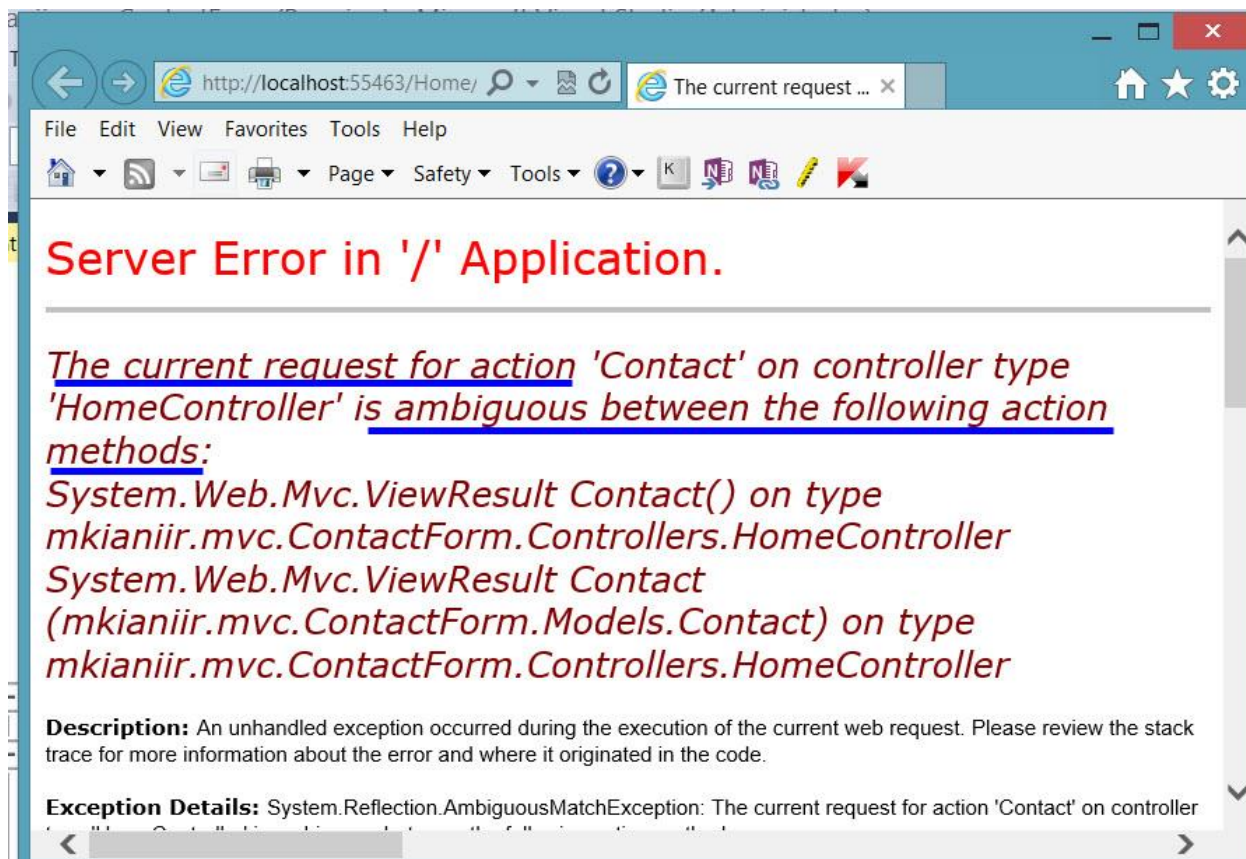 http://localhost:55463/Home/
The current request ...
File Edit View Favorites Tools Help
Page Safety Tools
K
N N
Server Error in '/' Application.
The current request for action 'Contact' on controller type
'HomeController' is ambiguous between the following action
methods:
System.Web.Mvc.ViewResult Contact() on type
mkianiir.mvc.ContactForm.Controllers.HomeController
System.Web.Mvc.ViewResult Contact
(mkianiir.mvc.ContactForm.Models.Contact) on type
mkianiir.mvc.ContactForm.Controllers.HomeController
Description: An unhandled exception occurred during the execution of the current web request. Please review the stack
trace for more information about the error and where it originated in the code.
Exception Details: System.Reflection.AmbiguousMatchException: The current request for action 'Contact' on controller